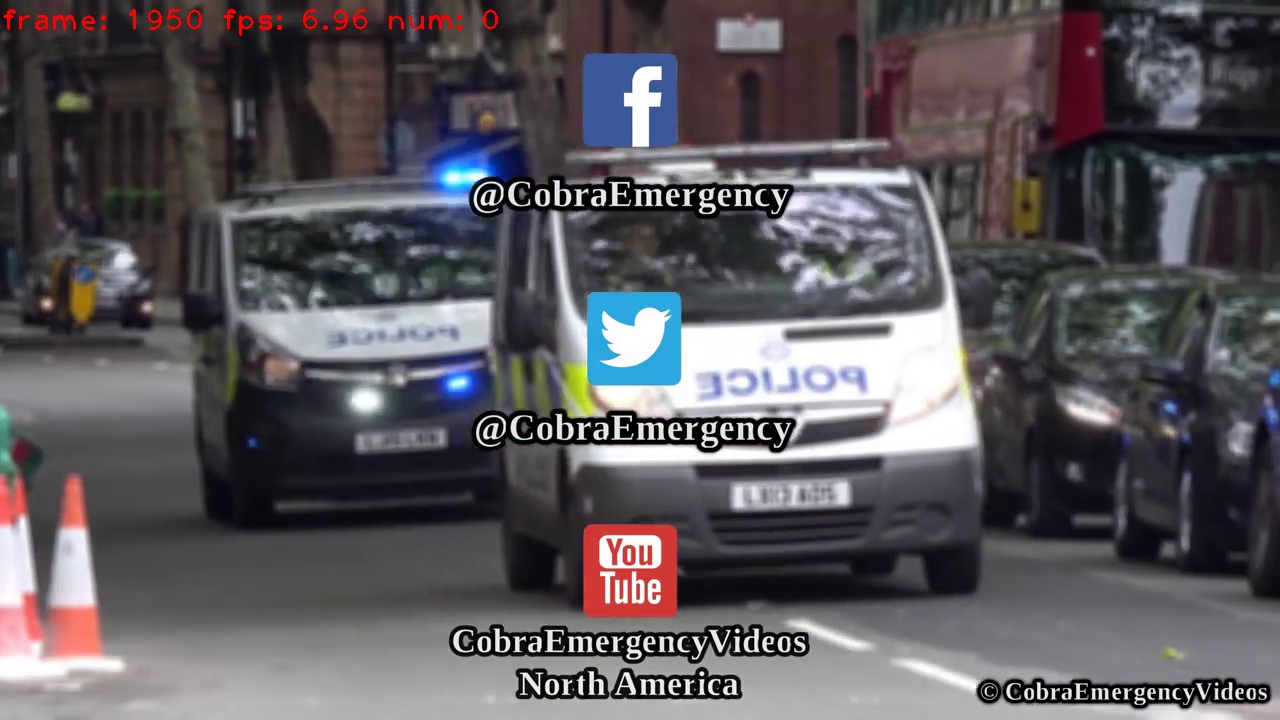 frame: 1950 fps: 6.96 num: 0
@CobraEmergency
POLICE
POLICE
@CobraEmergency
You
Tube
CobraEmergencyVideos
North America
© CobraEmergencyVideos